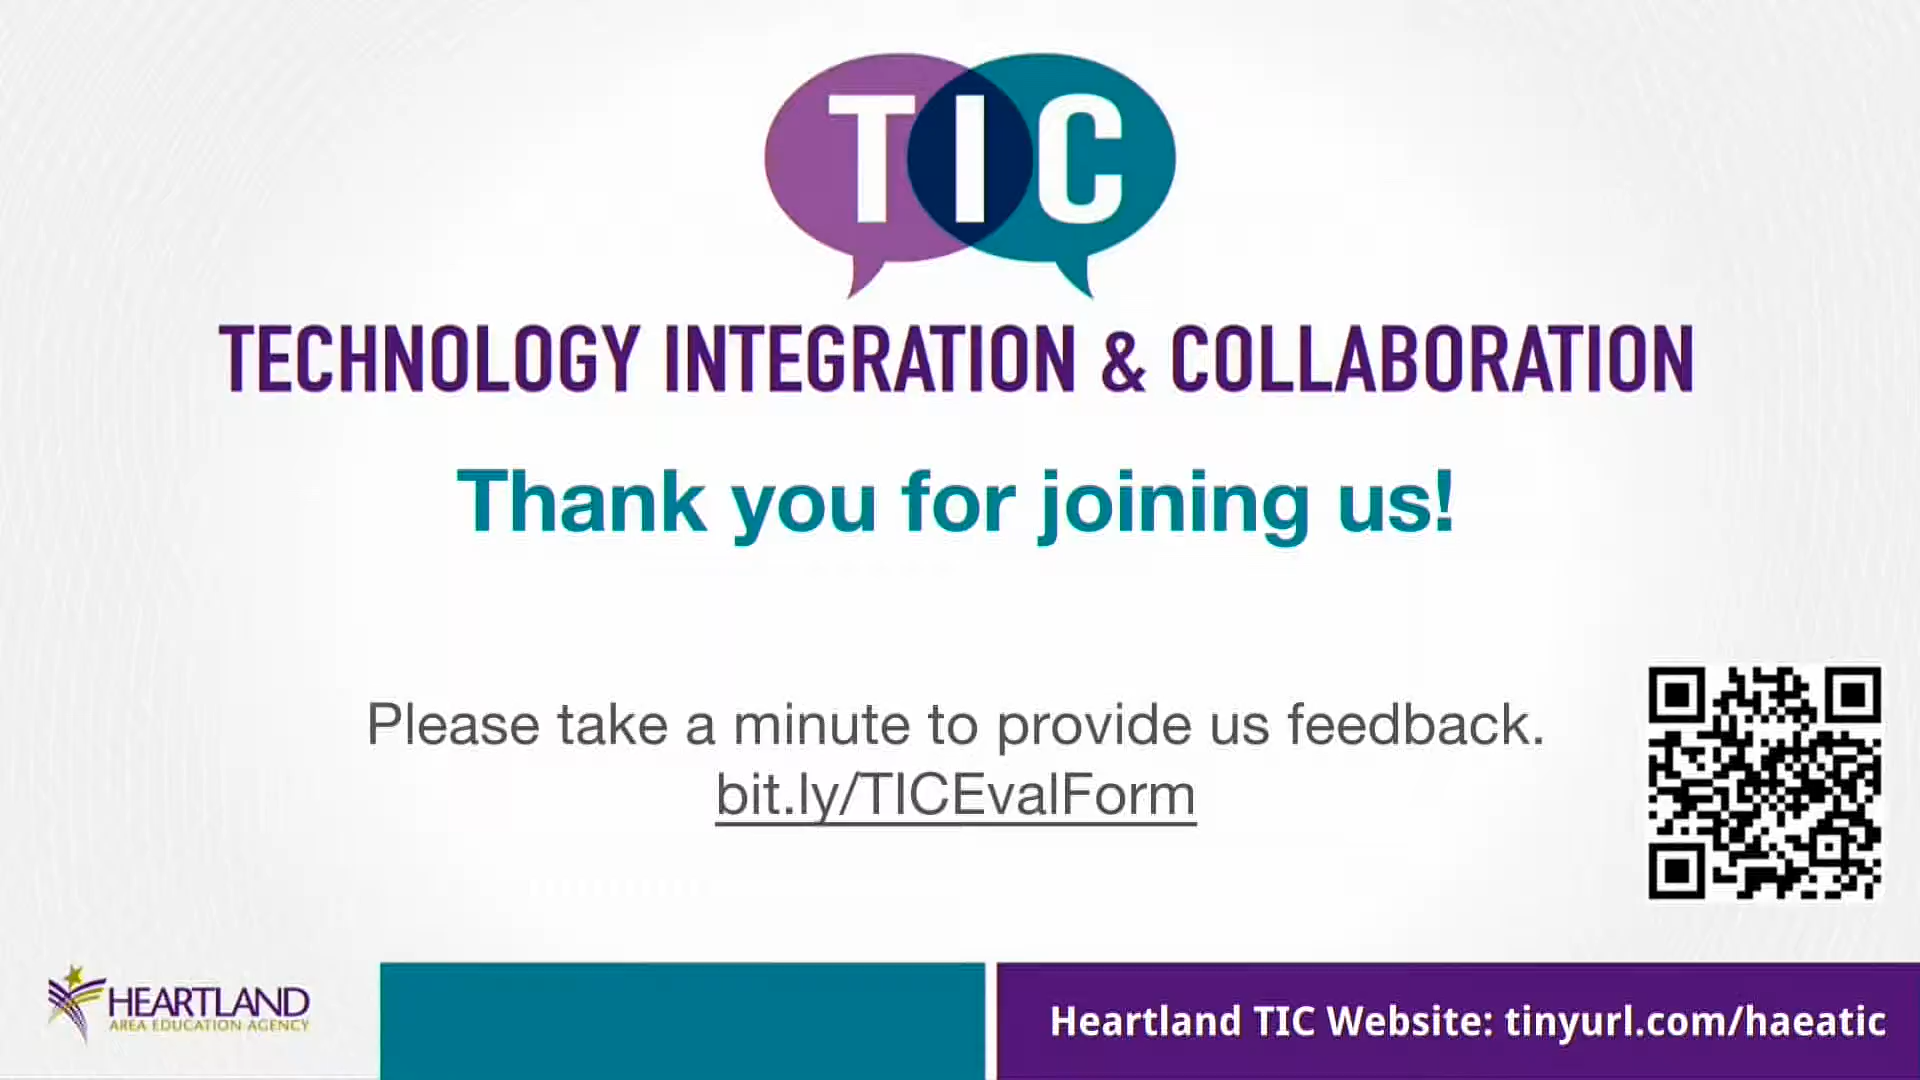 TIC
TECHNOLOGY INTEGRATION & COLLABORATION
Thank you for joining us!
Please take a minute to provide us feedback.
bit.ly/TICEvalForm
HEARTLAND
AREA EDUCATION AGENCY
Heartland TIC Website: tinyurl.com/haeatic